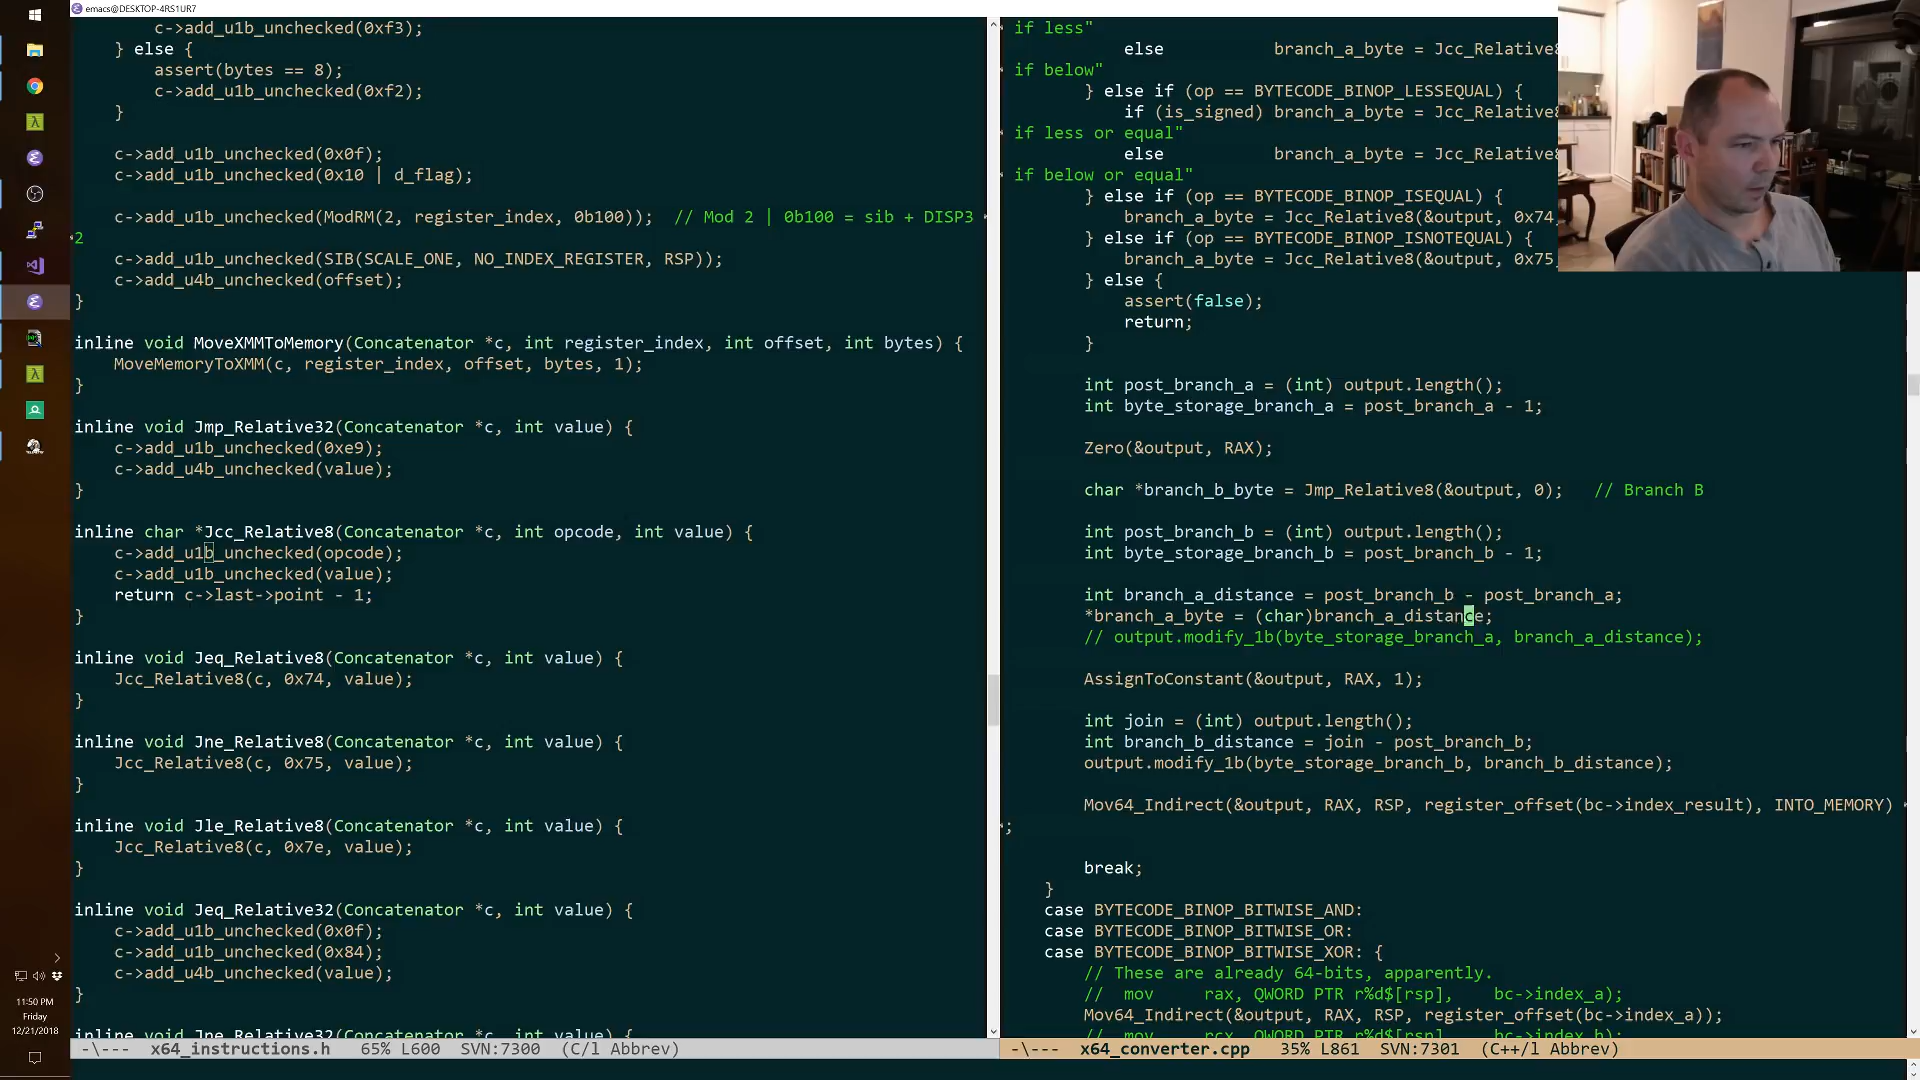 emacs@DESKTOP-4RS1UR7
c->add_u1b_unchecked(0xf3);
} else {
assert(bytes == 8);
c->add_u1b_unchecked(0xf2);
}
c->add_u1b_unchecked(0x0f);
c->add_u1b_unchecked(0x10 | d_flag);
c->add_u1b_unchecked(ModRM(2, register_index, 0b100));  // Mod 2 | 0b100 = sib + DISP3
2
c->add_u1b_unchecked(SIB(SCALE_ONE, NO_INDEX_REGISTER, RSP));
c->add_u4b_unchecked(offset);
}
inline void MoveXMMToMemory(Concatenator *c, int register_index, int offset, int bytes) {
MoveMemoryToXMM(c, register_index, offset, bytes, 1);
}
inline void Jmp_Relative32(Concatenator *c, int value) {
c->add_u1b_unchecked(0xe9);
c->add_u4b_unchecked(value);
}
inline char *Jcc_Relative8(Concatenator *c, int opcode, int value) {
c->add_u1b_unchecked(opcode);
c->add_u1b_unchecked(value);
return c->last->point - 1;
}
inline void Jeq_Relative8(Concatenator *c, int value) {
Jcc_Relative8(c, 0x74, value);
}
inline void Jne_Relative8(Concatenator *c, int value) {
Jcc_Relative8(c, 0x75, value);
}
inline void Jle_Relative8(Concatenator *c, int value) {
Jcc_Relative8(c, 0x7e, value);
}
inline void Jeq_Relative32(Concatenator *c, int value) {
c->add_u1b_unchecked(0x0f);
c->add_u1b_unchecked(0x84);
c->add_u4b_unchecked(value);
}
inline void Jne_Relative32(Concatenator *c, int value) {
-\---  x64_instructions.h   65% L600  SVN:7300  (C/l Abbrev)
if less"
else           branch_a_byte = Jcc_Relative8
if below"
} else if (op == BYTECODE_BINOP_LESSEQUAL) {
if (is_signed) branch_a_byte = Jcc_Relative8
if less or equal"
else           branch_a_byte = Jcc_Relative8
if below or equal"
} else if (op == BYTECODE_BINOP_ISEQUAL) {
branch_a_byte = Jcc_Relative8(&output, 0x74
} else if (op == BYTECODE_BINOP_ISNOTEQUAL) {
branch_a_byte = Jcc_Relative8(&output, 0x75
} else {
assert(false);
return;
}
int post_branch_a = (int) output.length();
int byte_storage_branch_a = post_branch_a - 1;
Zero(&output, RAX);
char *branch_b_byte = Jmp_Relative8(&output, 0);   // Branch B
int post_branch_b = (int) output.length();
int byte_storage_branch_b = post_branch_b - 1;
int branch_a_distance = post_branch_b - post_branch_a;
*branch_a_byte = (char)branch_a_distance;
// output.modify_1b(byte_storage_branch_a, branch_a_distance);
AssignToConstant(&output, RAX, 1);
int join = (int) output.length();
int branch_b_distance = join - post_branch_b;
output.modify_1b(byte_storage_branch_b, branch_b_distance);
Mov64_Indirect(&output, RAX, RSP, register_offset(bc->index_result), INTO_MEMORY)
;
break;
}
case BYTECODE_BINOP_BITWISE_AND:
case BYTECODE_BINOP_BITWISE_OR:
case BYTECODE_BINOP_BITWISE_XOR: {
// These are already 64-bits, apparently.
//  mov     rax, QWORD PTR r%d$[rsp],    bc->index_a);
Mov64_Indirect(&output, RAX, RSP, register_offset(bc->index_a));
//  mov     rcx, QWORD PTR r%d$[rsp],    bc->index_b);
-\---  x64_converter.cpp   35% L861  SVN:7301  (C++/l Abbrev)
11:50 PM
Friday
12/21/2018